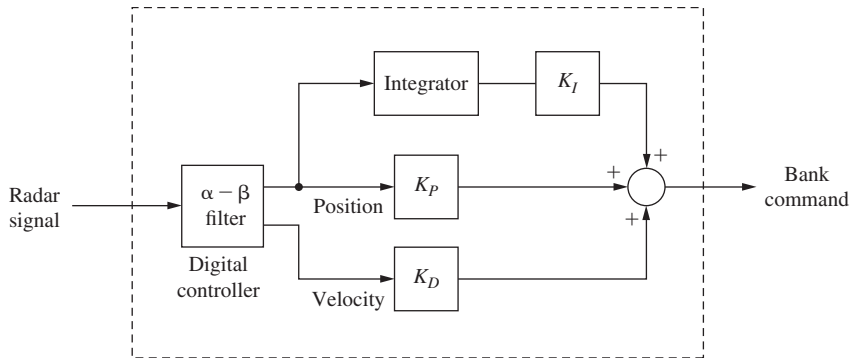 Integrator
K_I
+
+
+
Radar
signal
α − β
filter
Position
K_P
Bank
command
Digital
controller
Velocity
K_D